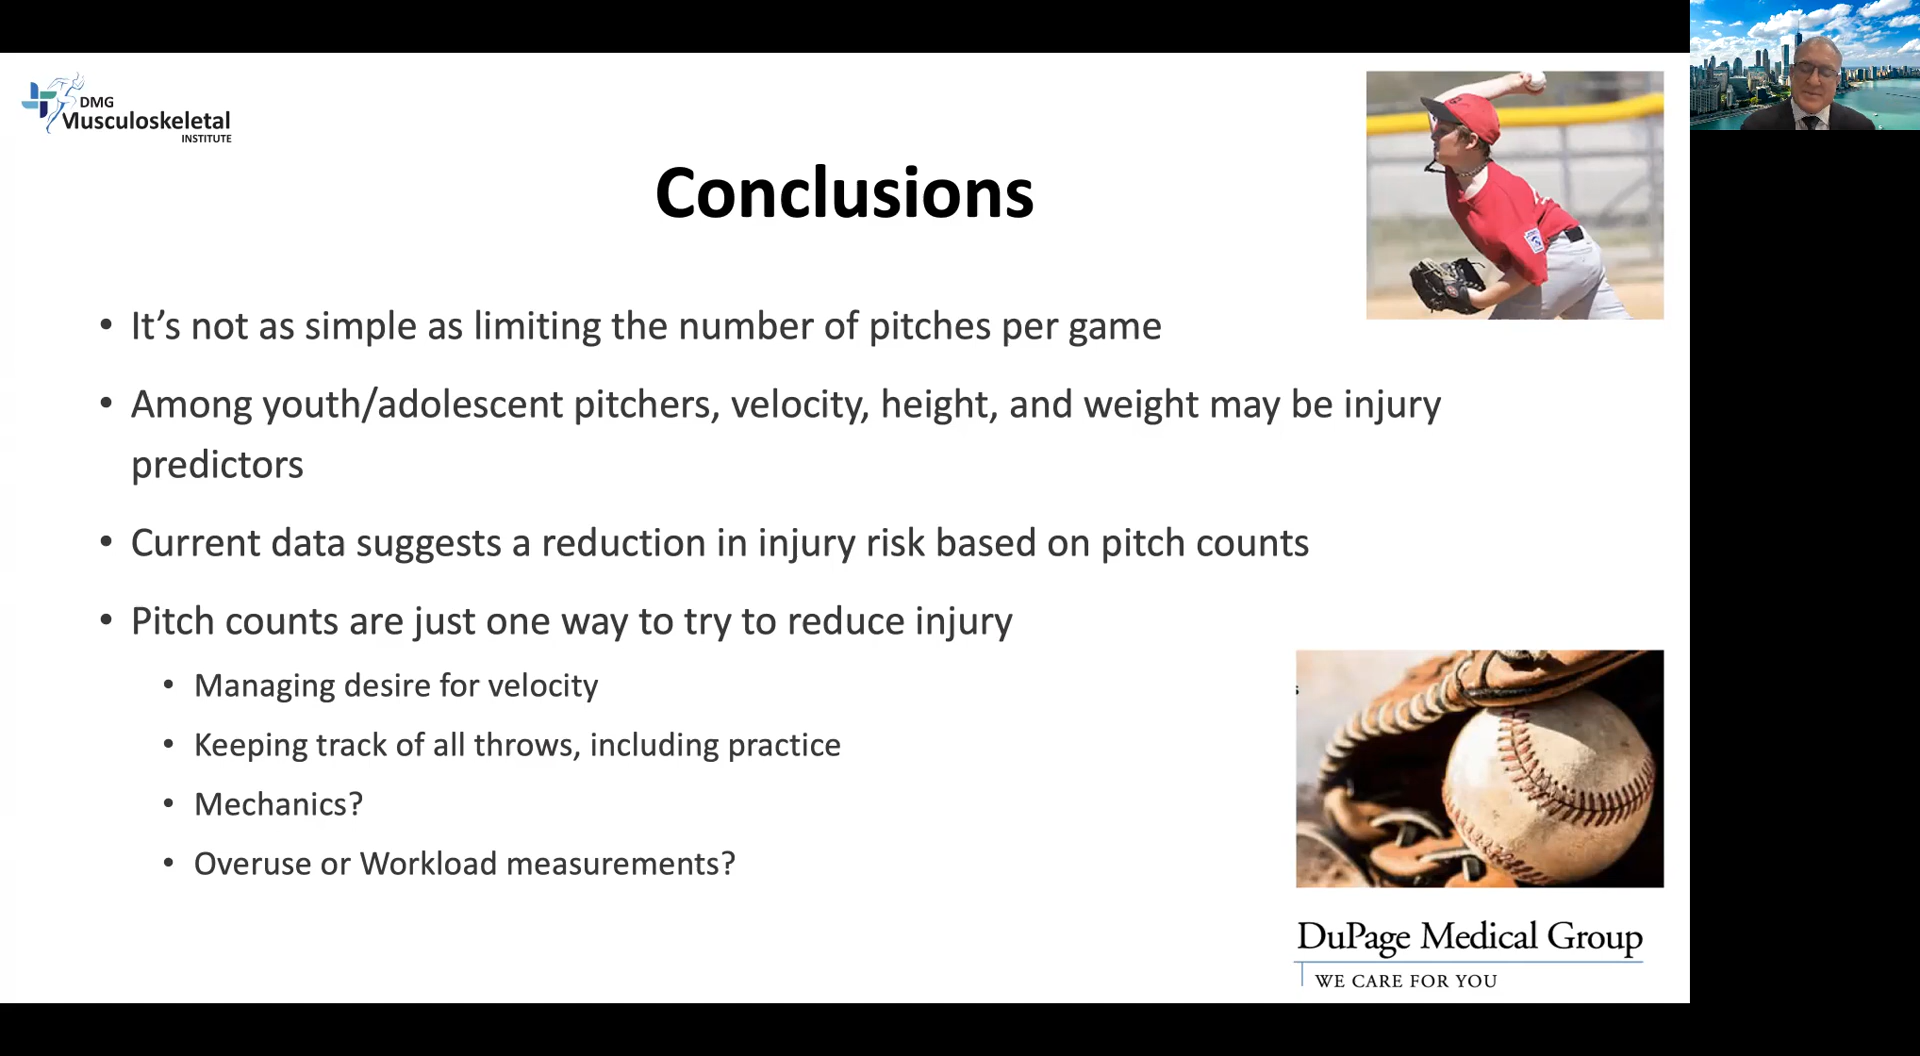 DMG
Musculoskeletal
INSTITUTE
Conclusions
• It’s not as simple as limiting the number of pitches per game
• Among youth/adolescent pitchers, velocity, height, and weight may be injury
predictors
• Current data suggests a reduction in injury risk based on pitch counts
• Pitch counts are just one way to try to reduce injury
• Managing desire for velocity
• Keeping track of all throws, including practice
• Mechanics?
• Overuse or Workload measurements?
s
DuPage Medical Group
WE CARE FOR YOU